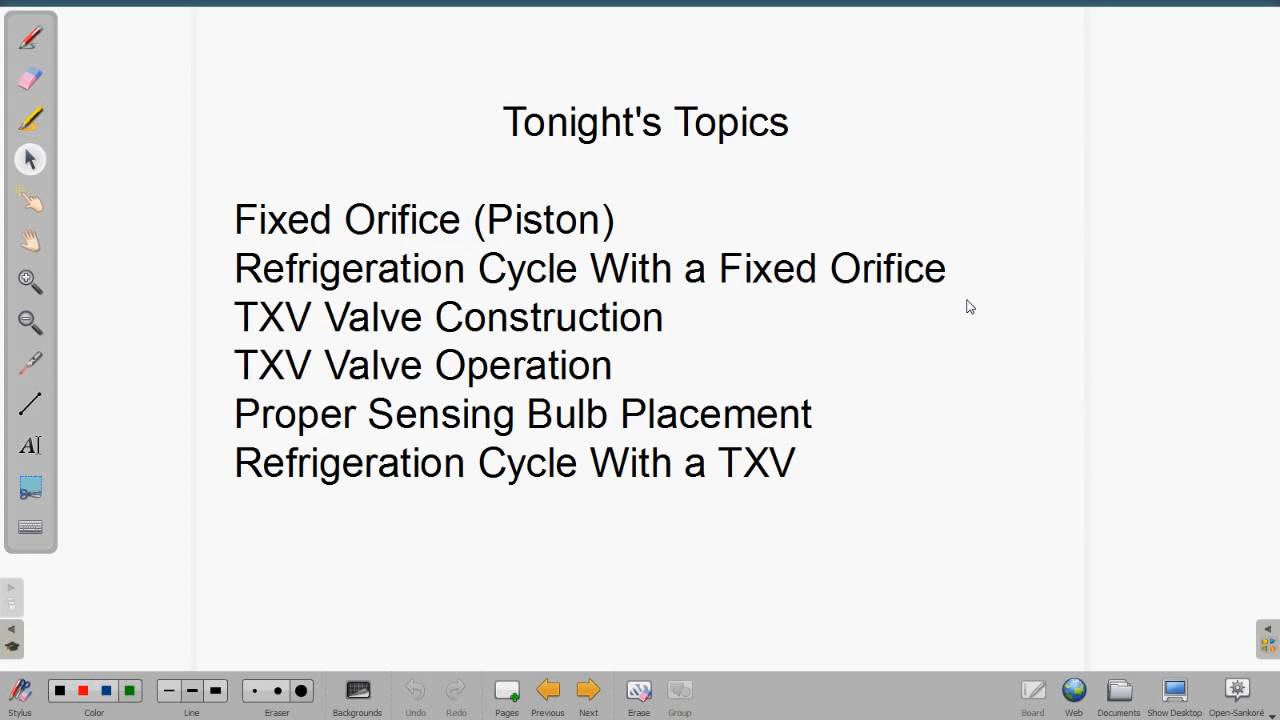 Tonight's Topics
Fixed Orifice (Piston)
Refrigeration Cycle With a Fixed Orifice
TXV Valve Construction
TXV Valve Operation
Proper Sensing Bulb Placement
Refrigeration Cycle With a TXV
AI
Stylus Color Line Eraser Backgrounds Undo Redo Pages Previous Next Erase Group Board Web Documents Show Desktop Open-Sankoré